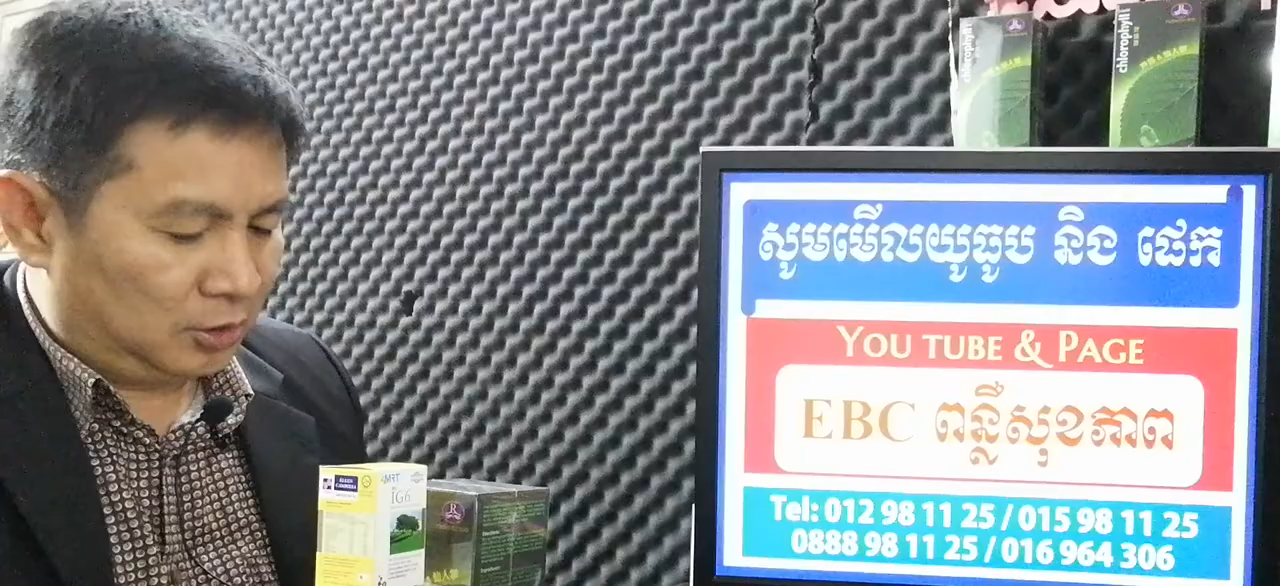 chlorophyll
chlorophyll
សូមមើលយូធូប និង ផេក
YOU TUBE & PAGE
EBC ពន្លឺសុខភាព
Tel: 012 98 11 25 / 015 98 11 25
0888 98 11 25 / 016 964 306
IG6